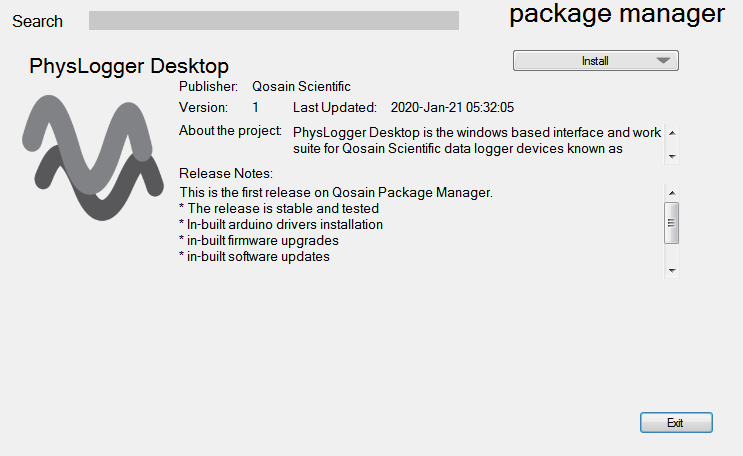 Search
package manager
Install
PhysLogger Desktop
Publisher: Qosain Scientific
Version: 1 Last Updated: 2020-Jan-21 05:32:05
About the project: PhysLogger Desktop is the windows based interface and work
suite for Qosain Scientific data logger devices known as
Release Notes:
This is the first release on Qosain Package Manager.
* The release is stable and tested
* In-built arduino drivers installation
* in-built firmware upgrades
* in-built software updates
Exit